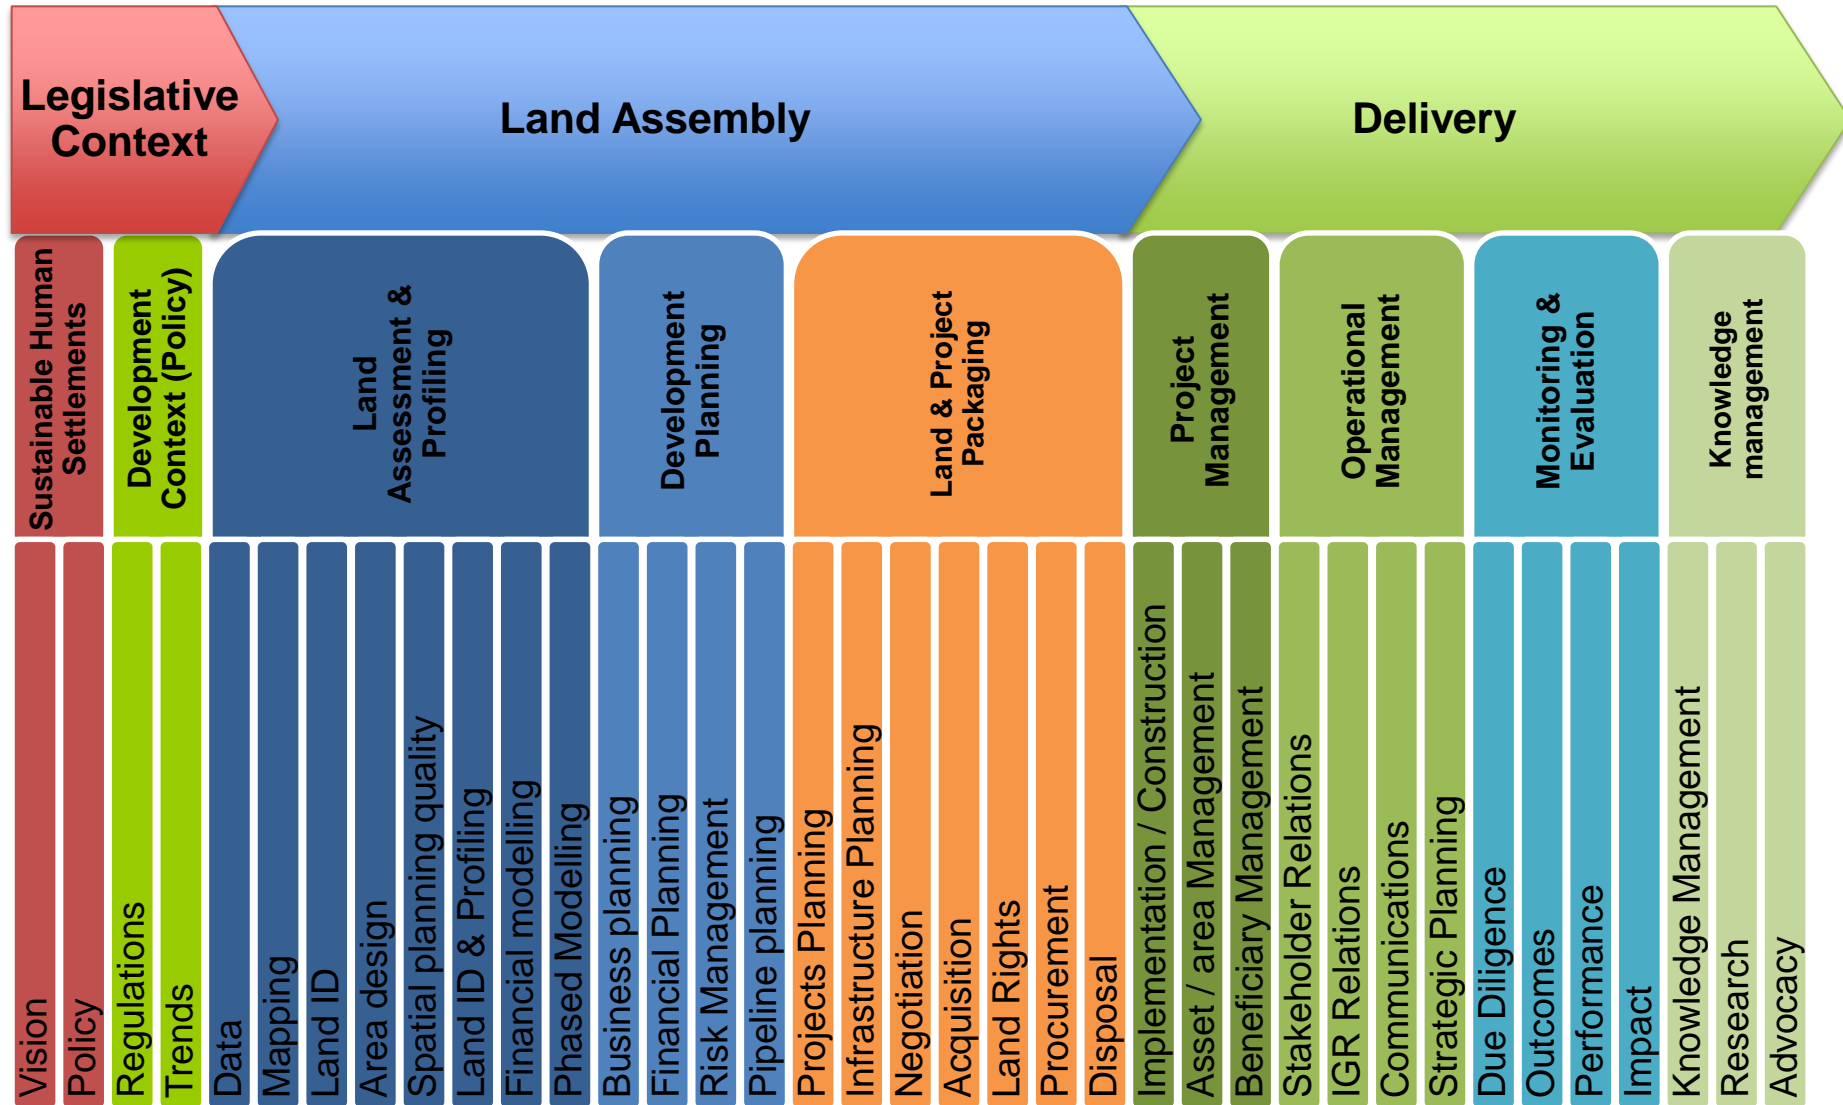 Legislative
Context
Land Assembly
Delivery
Sustainable Human
Settlements
Development
Context (Policy)
Land
Assessment &
Profiling
Development
Planning
Land & Project
Packaging
Project
Management
Operational
Management
Monitoring &
Evaluation
Knowledge
management
Vision
Policy
Regulations
Trends
Data
Mapping
Land ID
Area design
Spatial planning quality
Land ID & Profiling
Financial modelling
Phased Modelling
Business planning
Financial Planning
Risk Management
Pipeline planning
Projects Planning
Infrastructure Planning
Negotiation
Acquisition
Land Rights
Procurement
Disposal
Implementation / Construction
Asset / area Management
Beneficiary Management
Stakeholder Relations
IGR Relations
Communications
Strategic Planning
Due Diligence
Outcomes
Performance
Impact
Knowledge Management
Research
Advocacy